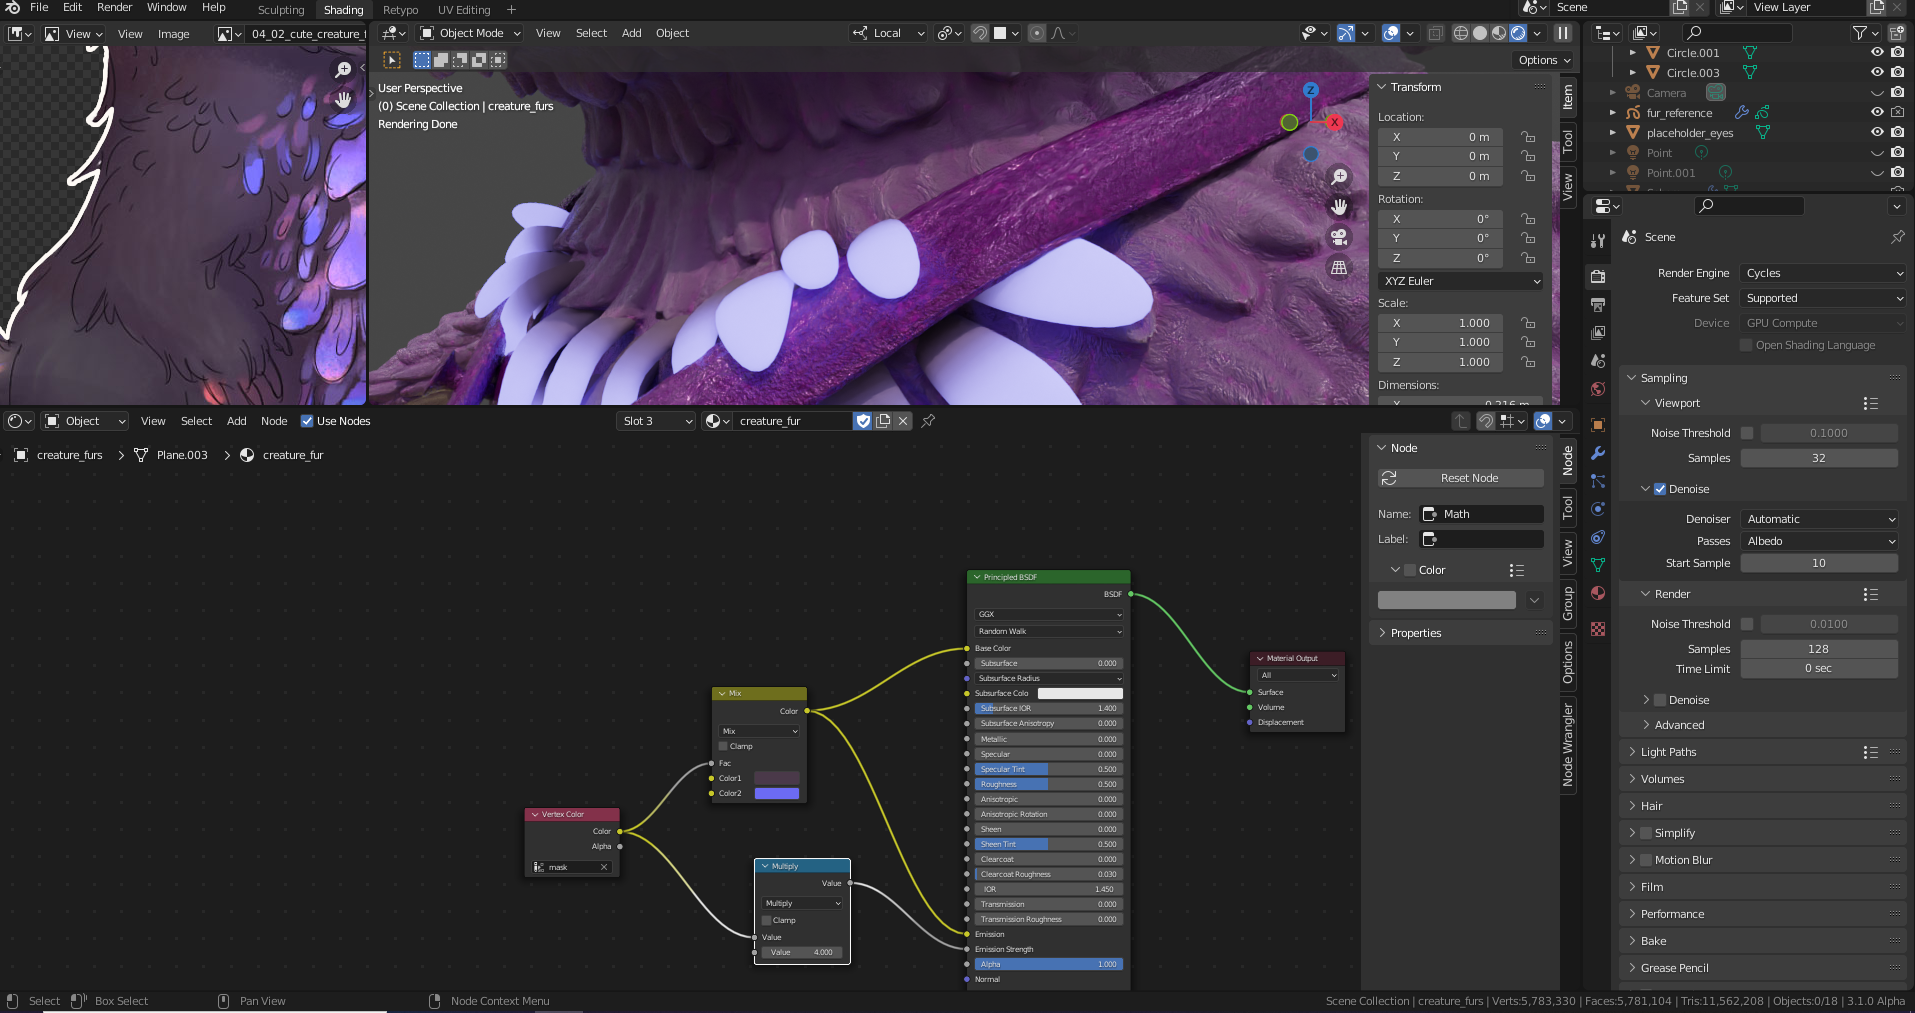 File Edit Render Window Help Sculpting Shading Retypo UV Editing + Scene View Layer
View View Image 04_02_cute_creature_f
Object Mode View Select Add Object Local
Options
User Perspective
(0) Scene Collection | creature_furs
Rendering Done
Z
X
Transform
Location:
X 0 m
Y 0 m
Z 0 m
Rotation:
X 0°
Y 0°
Z 0°
XYZ Euler
Scale:
X 1.000
Y 1.000
Z 1.000
Dimensions:
Item
Tool
View
Circle.001
Circle.003
Camera
fur_reference
placeholder_eyes
Point
Point.001
Scene
Render Engine Cycles
Feature Set Supported
Device GPU Compute
Open Shading Language
Sampling
Viewport
Noise Threshold 0.1000
Samples 32
Denoise
Denoiser Automatic
Passes Albedo
Start Sample 10
Render
Noise Threshold 0.0100
Samples 128
Time Limit 0 sec
Denoise
Advanced
Light Paths
Volumes
Hair
Simplify
Motion Blur
Film
Performance
Bake
Grease Pencil
Object View Select Add Node Use Nodes Slot 3 creature_fur
creature_furs > Plane.003 > creature_fur
Node
Reset Node
Name: Math
Label:
Color
Properties
Node
Tool
View
Group
Options
Node Wrangler
Vertex Color
Color
Alpha
mask
Mix
Color
Mix
Clamp
Fac
Color1
Color2
Multiply
Value
Multiply
Clamp
Value
Value 4.000
Principled BSDF
BSDF
GGX
Random Walk
Base Color
Subsurface 0.000
Subsurface Radius
Subsurface Colo
Subsurface IOR 1.400
Subsurface Anisotropy 0.000
Metallic 0.000
Specular 0.000
Specular Tint 0.500
Roughness 0.500
Anisotropic 0.000
Anisotropic Rotation 0.000
Sheen 0.000
Sheen Tint 0.500
Clearcoat 0.000
Clearcoat Roughness 0.030
IOR 1.450
Transmission 0.000
Transmission Roughness 0.000
Emission
Emission Strength
Alpha 1.000
Normal
Material Output
All
Surface
Volume
Displacement
Select Box Select Pan View Node Context Menu Scene Collection | creature_furs | Verts:5,783,330 | Faces:5,781,104 | Tris:11,562,208 | Objects:0/18 | 3.1.0 Alpha